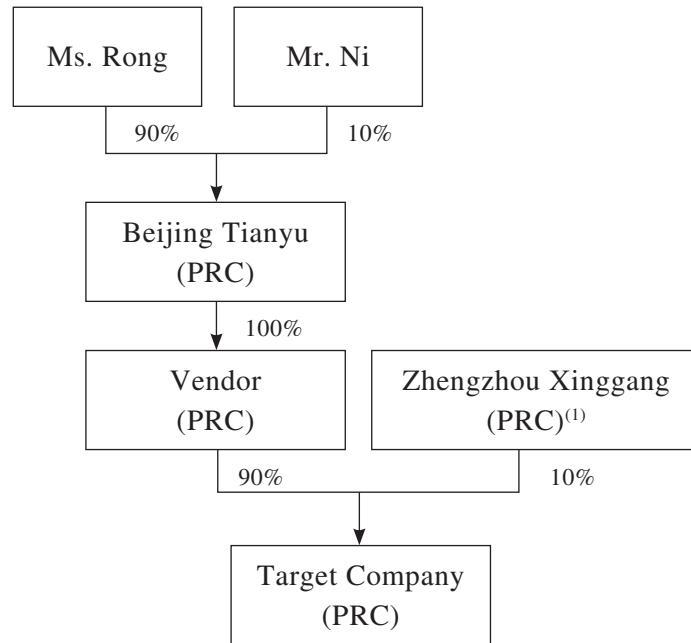 Ms. Rong
Mr. Ni
90%
10%
Beijing Tianyu
(PRC)
100%
Vendor
(PRC)
Zhengzhou Xinggang
(PRC)(1)
90%
10%
Target Company
(PRC)